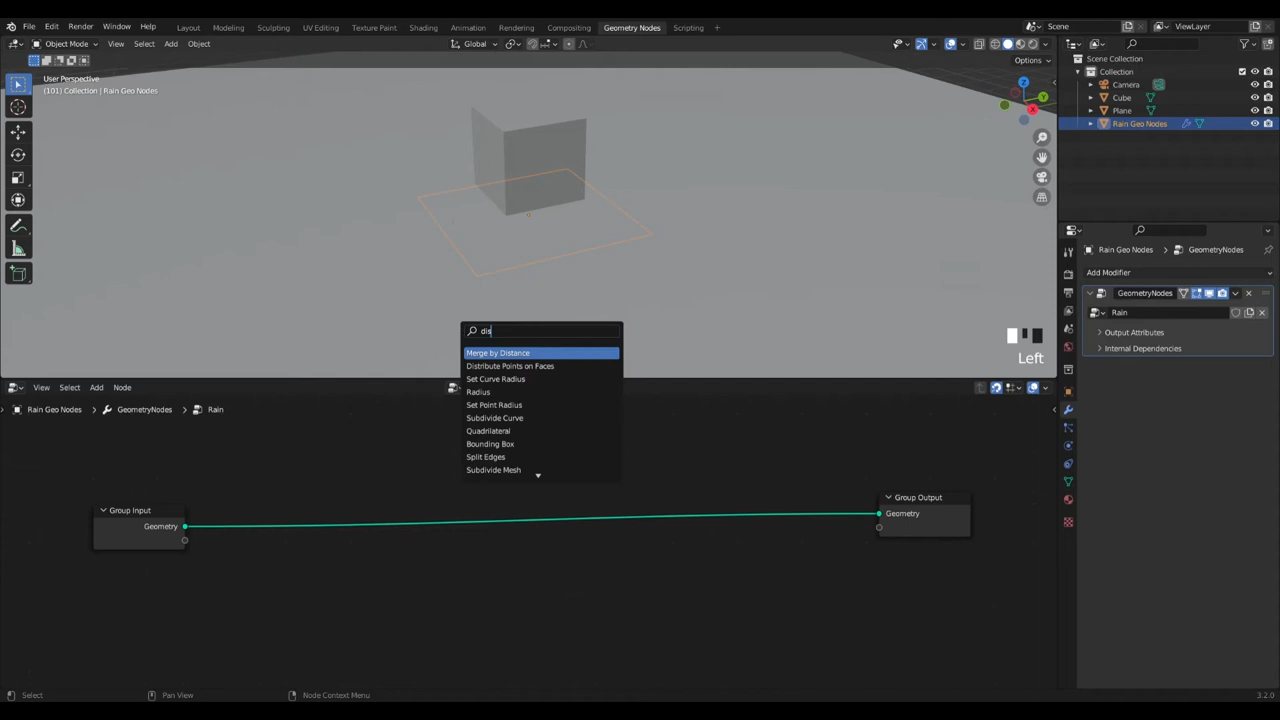 File Edit Render Window Help Layout Modeling Sculpting UV Editing Texture Paint Shading Animation Rendering Compositing Geometry Nodes Scripting Scene ViewLayer
Object Mode View Select Add Object Global
Options
User Perspective
(101) Collection | Rain Geo Nodes
Scene Collection
Collection
Camera
Cube
Plane
Rain Geo Nodes
X
Y
Z
Rain Geo Nodes GeometryNodes
Add Modifier
GeometryNodes
Rain
Output Attributes
Internal Dependencies
Left
dis
Merge by Distance
Distribute Points on Faces
Set Curve Radius
Radius
Set Point Radius
Subdivide Curve
Quadrilateral
Bounding Box
Split Edges
Subdivide Mesh
View Select Add Node
Rain Geo Nodes GeometryNodes Rain
Group Input
Geometry
Group Output
Geometry
Select Pan View Node Context Menu 3.2.0